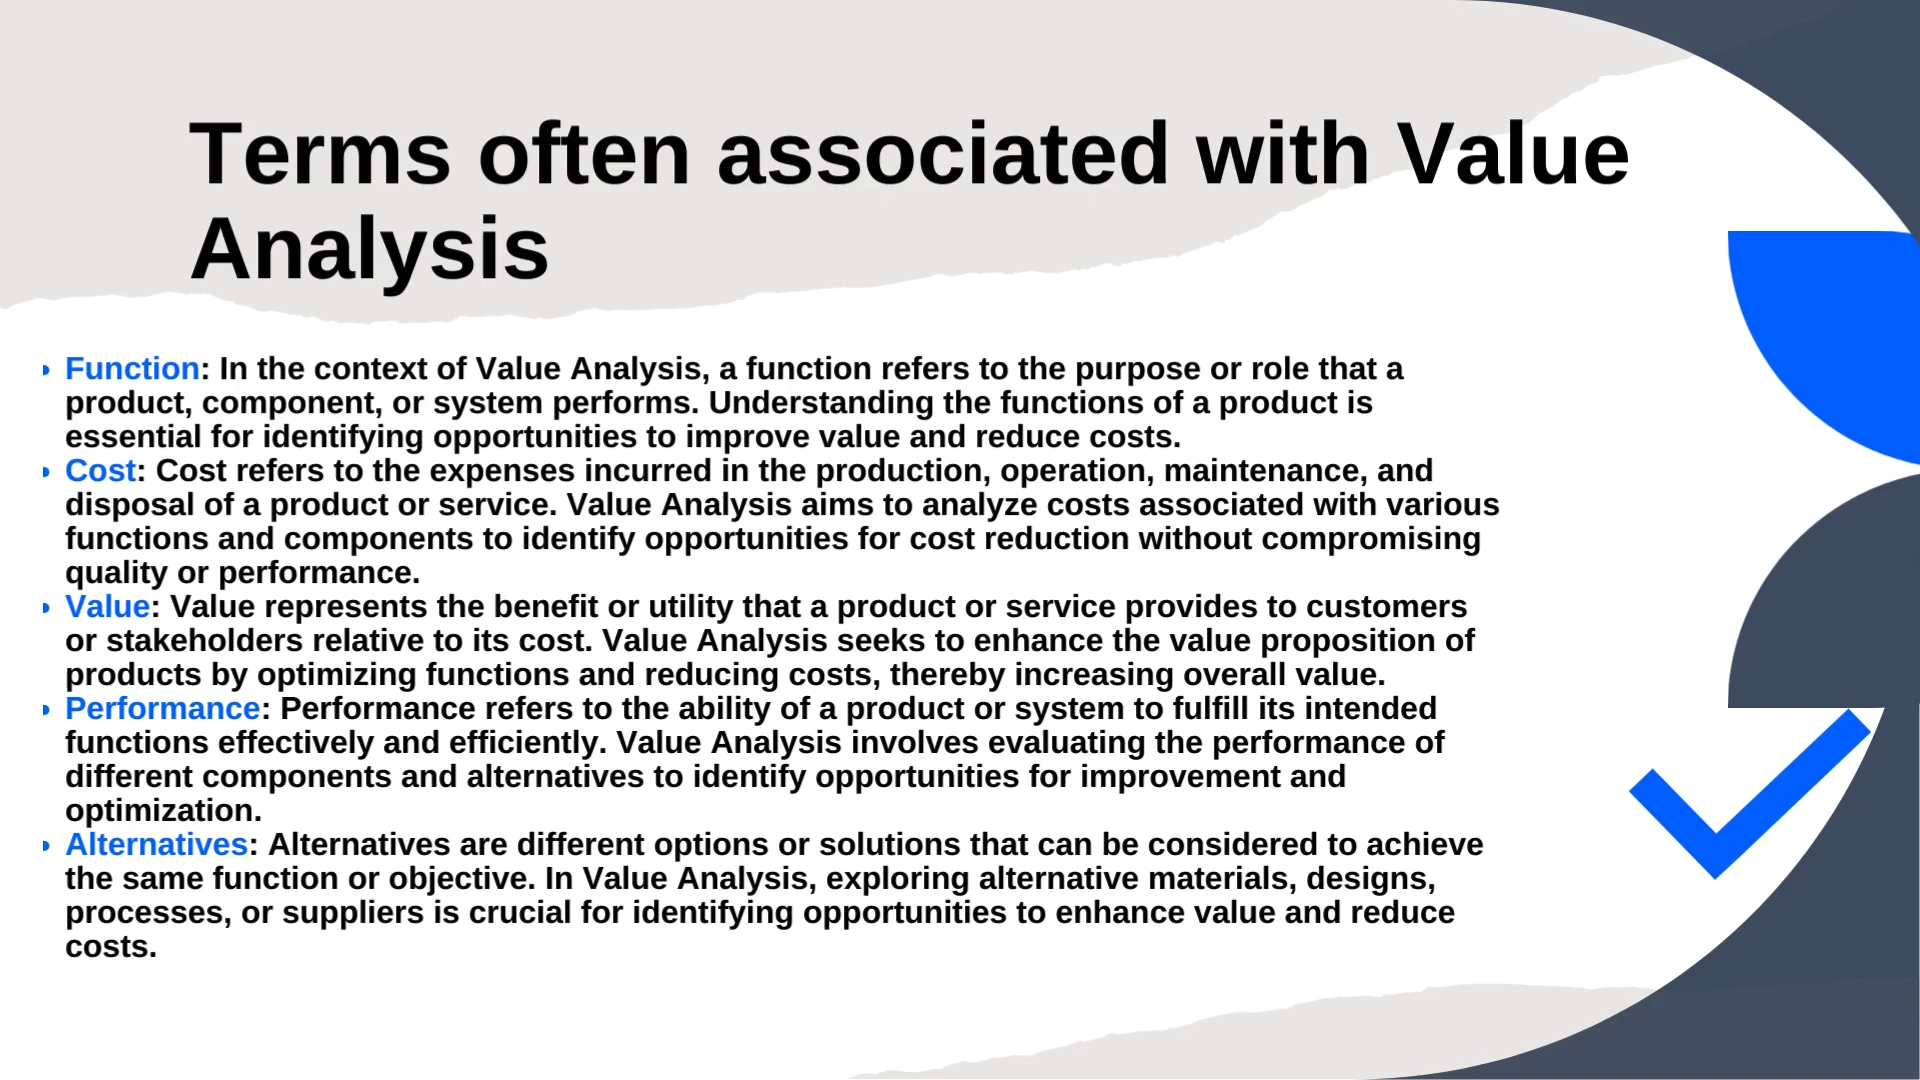 Terms often associated with Value
Analysis
Function: In the context of Value Analysis, a function refers to the purpose or role that a
product, component, or system performs. Understanding the functions of a product is
essential for identifying opportunities to improve value and reduce costs.
Cost: Cost refers to the expenses incurred in the production, operation, maintenance, and
disposal of a product or service. Value Analysis aims to analyze costs associated with various
functions and components to identify opportunities for cost reduction without compromising
quality or performance.
Value: Value represents the benefit or utility that a product or service provides to customers
or stakeholders relative to its cost. Value Analysis seeks to enhance the value proposition of
products by optimizing functions and reducing costs, thereby increasing overall value.
Performance: Performance refers to the ability of a product or system to fulfill its intended
functions effectively and efficiently. Value Analysis involves evaluating the performance of
different components and alternatives to identify opportunities for improvement and
optimization.
Alternatives: Alternatives are different options or solutions that can be considered to achieve
the same function or objective. In Value Analysis, exploring alternative materials, designs,
processes, or suppliers is crucial for identifying opportunities to enhance value and reduce
costs.